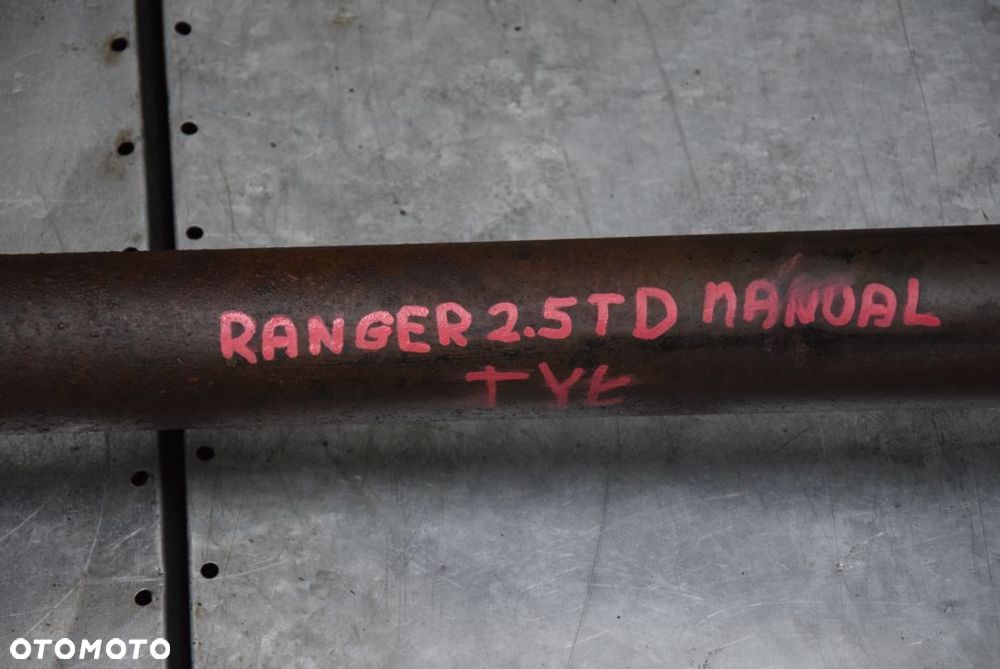 RANGER 2.5TD MANUAL
TYŁ
OTOMOTO